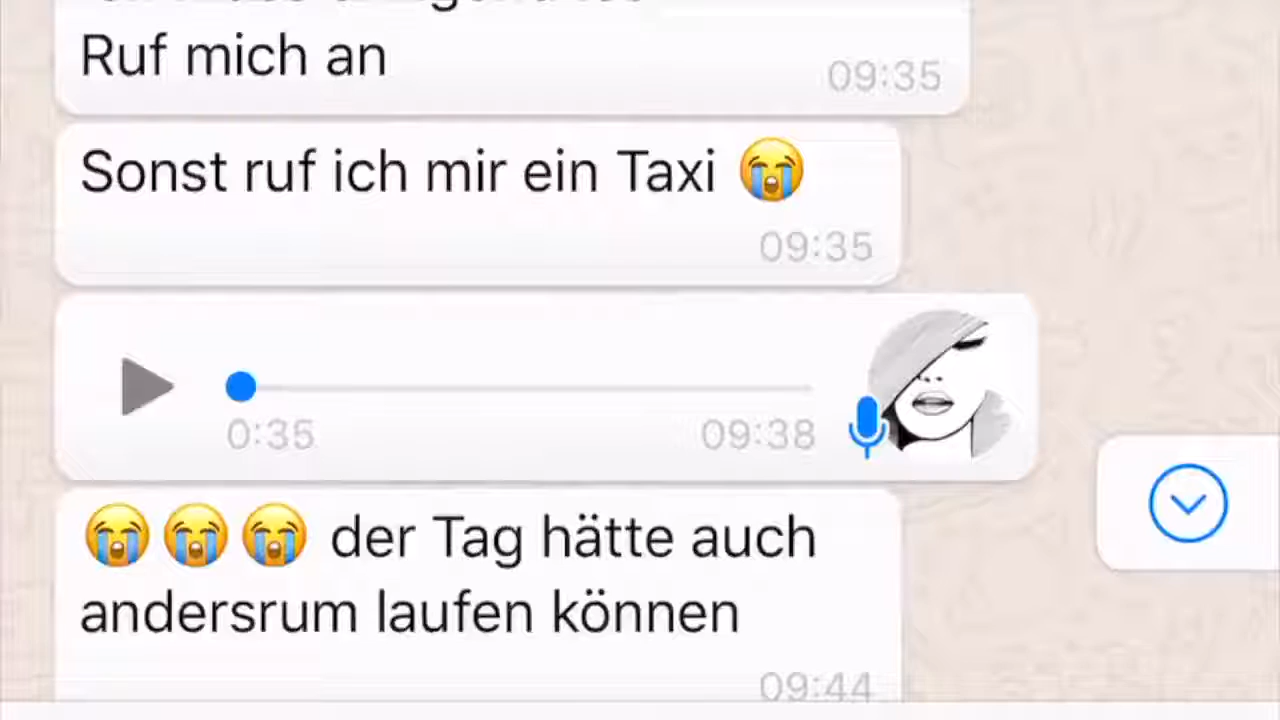 Ruf mich an
09:35
Sonst ruf ich mir ein Taxi 😭
09:35
0:35 09:38
😭😭😭 der Tag hätte auch
andersrum laufen können
09:44